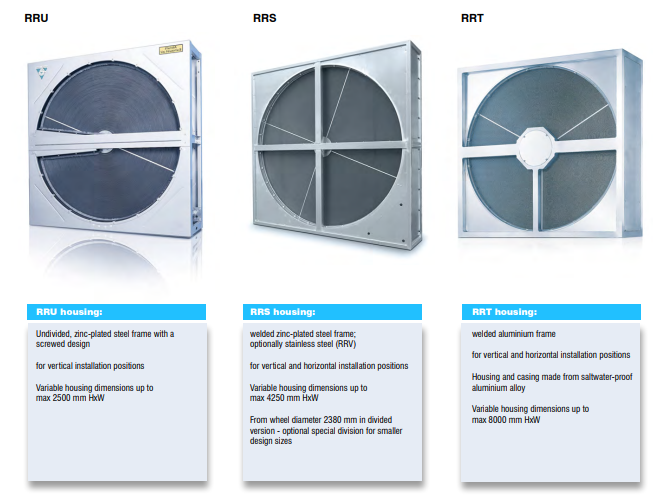 RRU
RRS
RRT
RRU housing:
Undivided, zinc-plated steel frame with a
screwed design
for vertical installation positions
Variable housing dimensions up to
max 2500 mm HxW
RRS housing:
welded zinc-plated steel frame;
optionally stainless steel (RRV)
for vertical and horizontal installation positions
Variable housing dimensions up to
max 4250 mm HxW
From wheel diameter 2380 mm in divided
version - optional special division for smaller
design sizes
RRT housing:
welded aluminium frame
for vertical and horizontal installation positions
Housing and casing made from saltwater-proof
aluminium alloy
Variable housing dimensions up to
max 8000 mm HxW